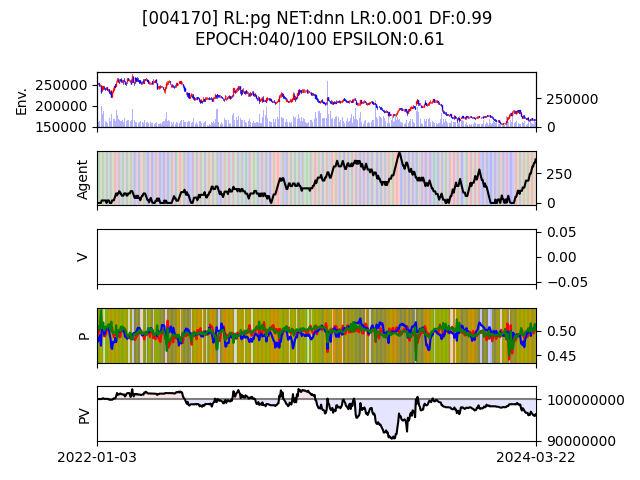 [004170] RL:pg NET:dnn LR:0.001 DF:0.99
EPOCH:040/100 EPSILON:0.61
Env.
250000
200000
150000
250000
0
Agent
250
0
V
0.05
0.00
−0.05
P
0.50
0.45
PV
100000000
90000000
2022-01-03
2024-03-22